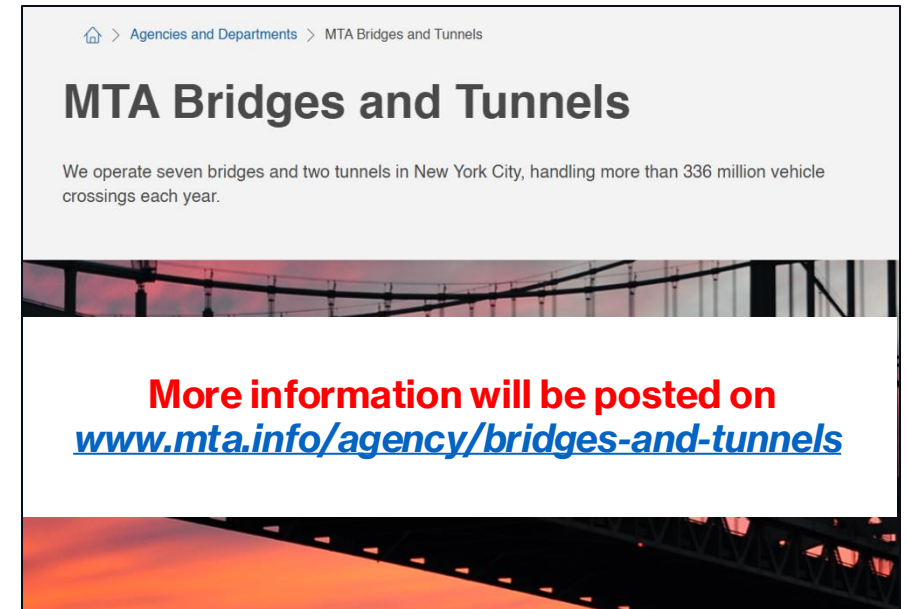 Agencies and Departments > MTA Bridges and Tunnels
MTA Bridges and Tunnels
We operate seven bridges and two tunnels in New York City, handling more than 336 million vehicle
crossings each year.
More information will be posted on
www.mta.info/agency/bridges-and-tunnels